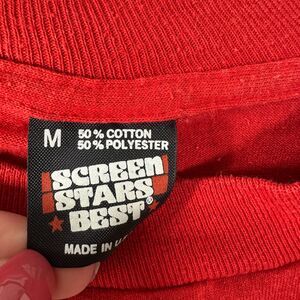 M 50% COTTON
50% POLYESTER
SCREEN
STARS
BEST®
MADE IN